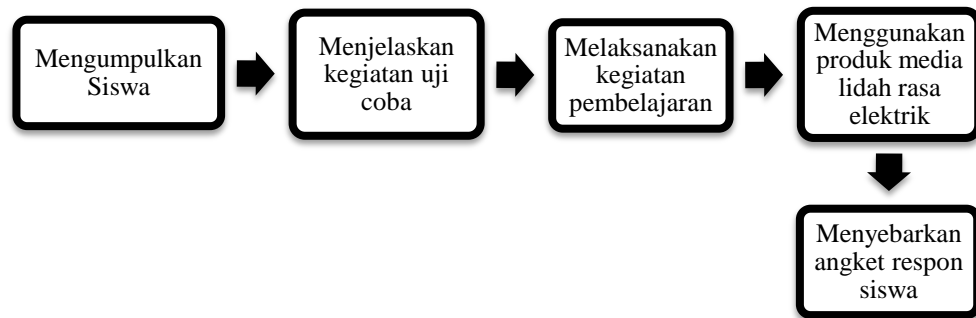 Mengumpulkan
Siswa
Menjelaskan
kegiatan uji
coba
Melaksanakan
kegiatan
pembelajaran
Menggunakan
produk media
lidah rasa
elektrik
Menyebarkan
angket respon
siswa